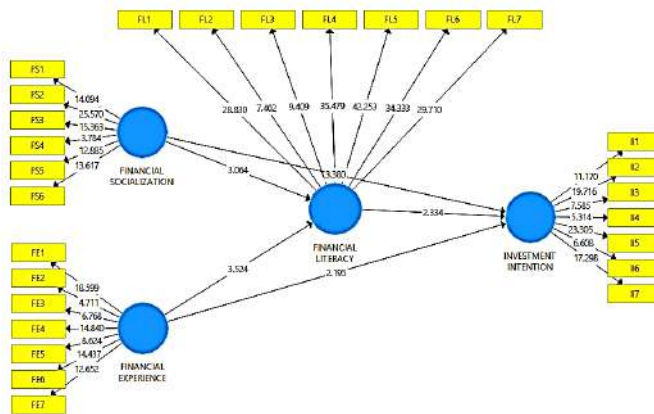 FL1
FL2
FL3
FL4
FL5
FL6
FL7
28.830
7.402
9.409
35.479
42.253
34.333
29.710
FS1
FS2
FS3
FS4
FS5
FS6
14.094
25.570
15.363
3.784
12.885
13.617
FINANCIAL
SOCIALIZATION
3.064
13.380
FINANCIAL
LITERACY
2.334
3.524
2.195
FE1
FE2
FE3
FE4
FE5
FE6
FE7
18.599
4.711
6.768
14.840
8.624
14.437
12.652
FINANCIAL
EXPERIENCE
INVESTMENT
INTENTION
II1
II2
II3
II4
II5
II6
II7
11.170
19.716
7.585
5.314
23.305
6.608
17.298